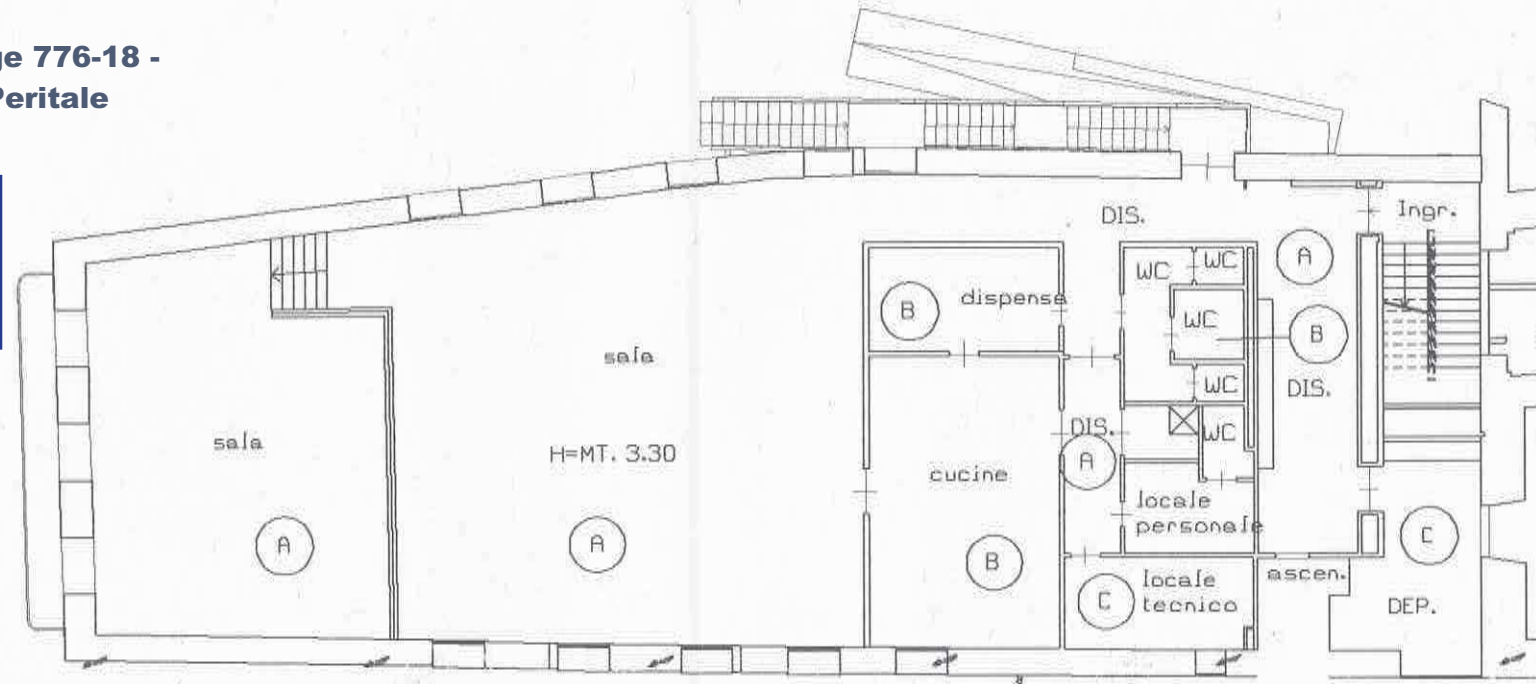 ge 776-18 -
Peritale
DIS.
Ingr.
A
WC
WC
B
dispense
WC
B
sala
WC
DIS.
sala
H=MT. 3.30
DIS.
WC
A
cucine
locale
personale
A
A
B
C
C
locale
tecnico
ascen.
DEP.